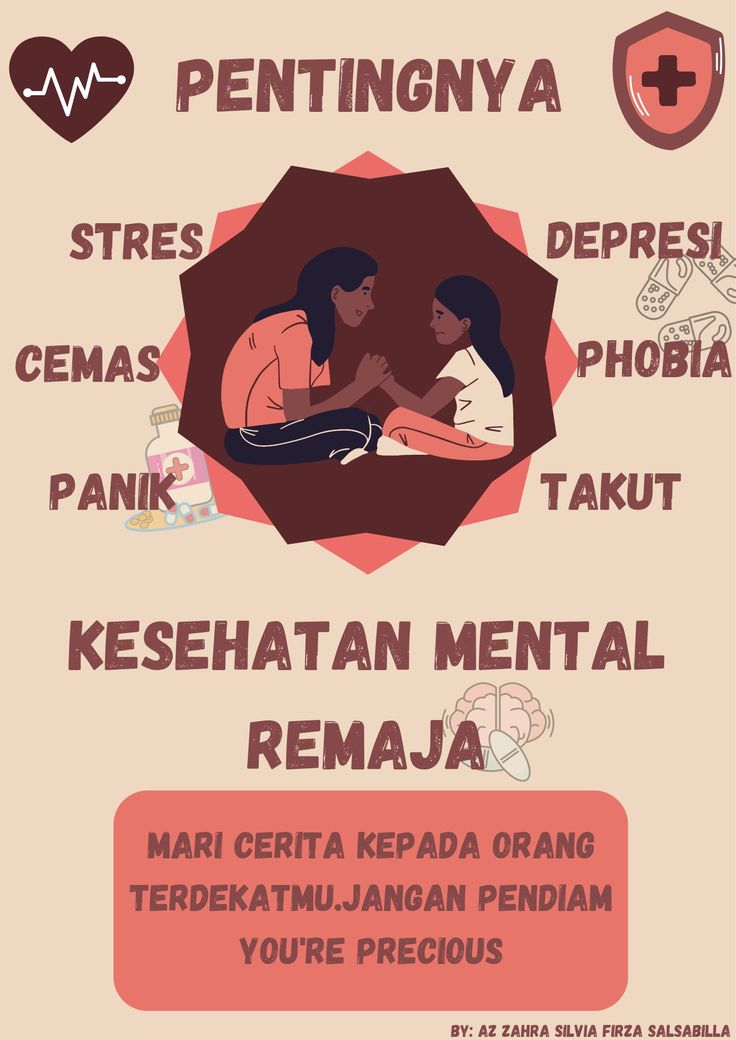 PENTINGNYA
STRES
DEPRESI
CEMAS
PHOBIA
PANIK
TAKUT
KESEHATAN MENTAL
REMAJA
MARI CERITA KEPADA ORANG
TERDEKATMU.JANGAN PENDIAM
YOU'RE PRECIOUS
BY: AZ ZAHRA SILVIA FIRZA SALSABILLA